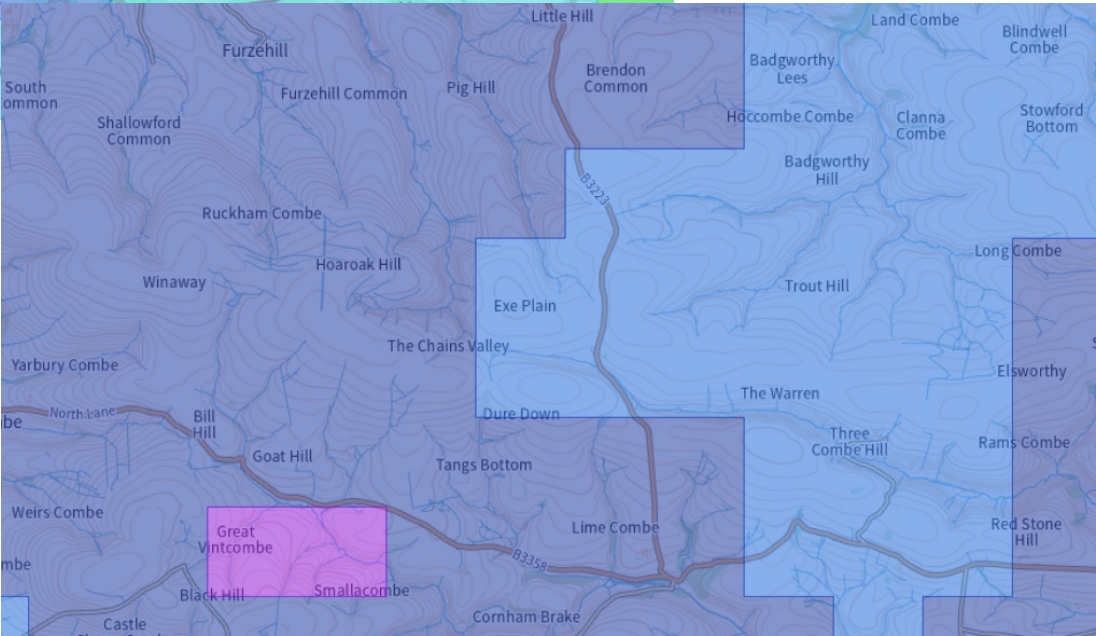 Little Hill
Land Combe
Furzehill
Blindwell
Combe
Badgworthy
Lees
Brendon
Common
South
ommon
Furzehill Common
Pig Hill
Shallowford
Common
Hoccombe Combe
Clanna
Combe
Stowford
Bottom
Badgworthy
Hill
B3223
Ruckham Combe
Long Combe
Hoaroak Hill
Winaway
Trout Hill
Exe Plain
The Chains Valley
Yarbury Combe
Elsworthy
The Warren
North Lane
be
Bill
Hill
Dure Down
Three
Combe Hill
Rams Combe
Goat Hill
Tangs Bottom
Weirs Combe
Great
Vintcombe
Lime Combe
Red Stone
Hill
B3358
mbe
Black Hill
Smallacombe
Cornham Brake
Castle